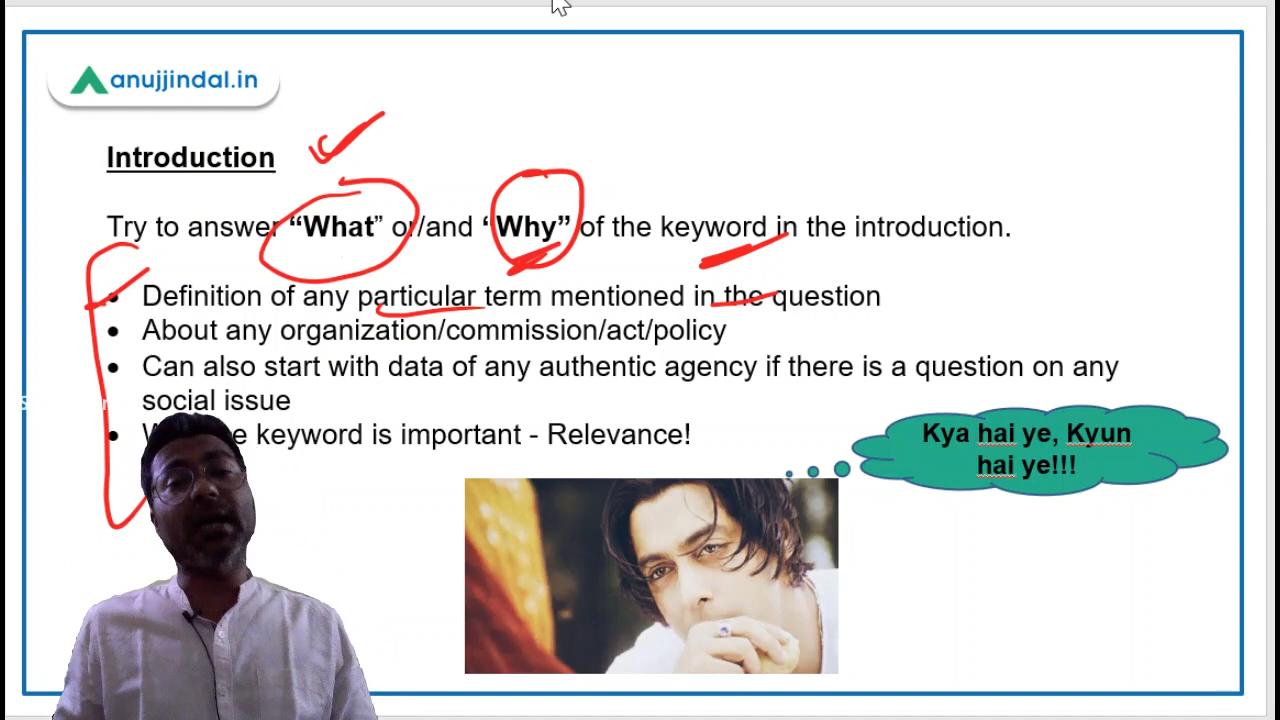 anujjindal.in
Introduction
Try to answer “What” or/and “Why” of the keyword in the introduction.
• Definition of any particular term mentioned in the question
• About any organization/commission/act/policy
• Can also start with data of any authentic agency if there is a question on any
social issue
• keyword is important - Relevance!
Kya hai ye, Kyun
hai ye!!!